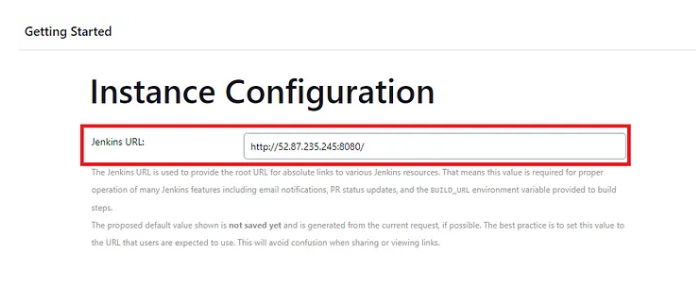 Getting Started
Instance Configuration
Jenkins URL:
http://52.87.235.245:8080/
The Jenkins URL is used to provide the root URL for absolute links to various Jenkins resources. That means this value is required for proper
operation of many Jenkins features including email notifications, PR status updates, and the BUILD_URL environment variable provided to build
steps.
The proposed default value shown is not saved yet and is generated from the current request, if possible. The best practice is to set this value to
the URL that users are expected to use. This will avoid confusion when sharing or viewing links.